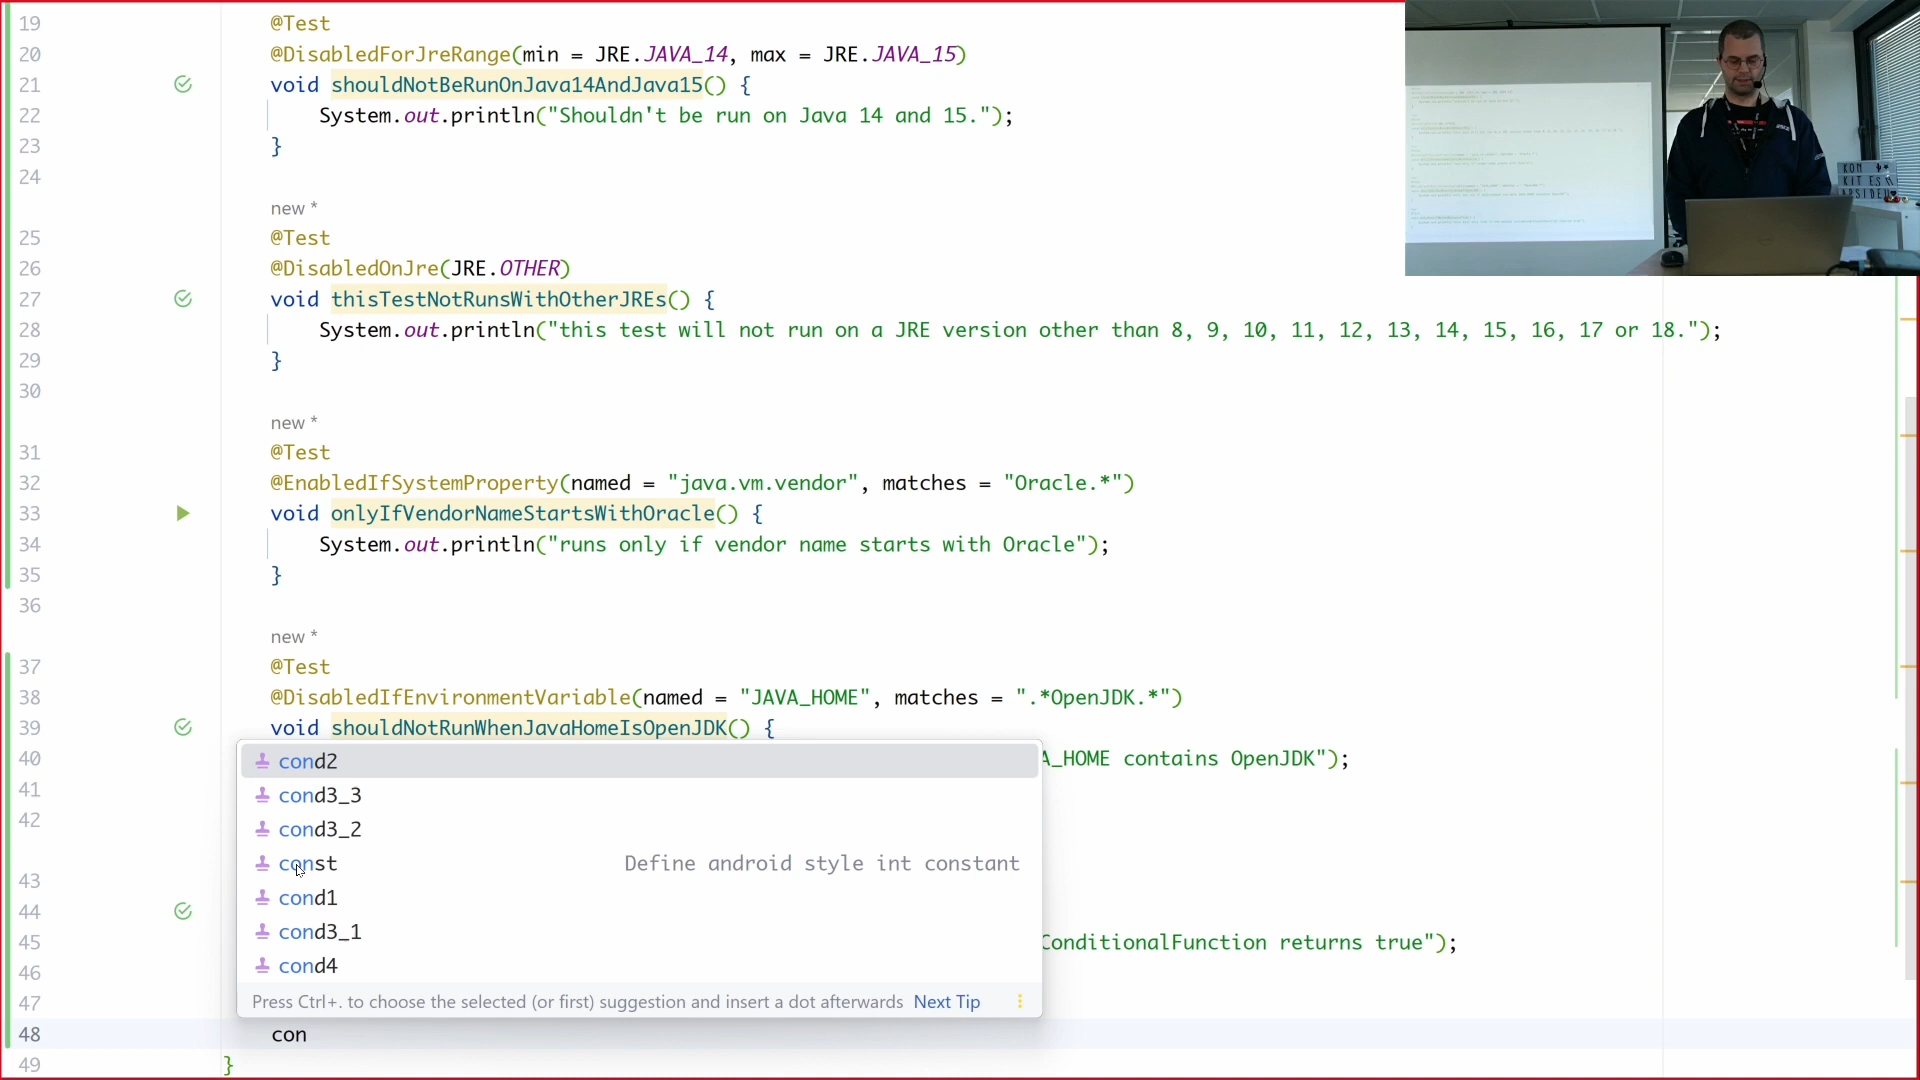 19 @Test
20 @DisabledForJreRange(min = JRE.JAVA_14, max = JRE.JAVA_15)
21 void shouldNotBeRunOnJava14AndJava15() {
22 System.out.println("Shouldn't be run on Java 14 and 15.");
23 }
24
new *
25 @Test
26 @DisabledOnJre(JRE.OTHER)
27 void thisTestNotRunsWithOtherJREs() {
28 System.out.println("this test will not run on a JRE version other than 8, 9, 10, 11, 12, 13, 14, 15, 16, 17 or 18.");
29 }
30
new *
31 @Test
32 @EnabledIfSystemProperty(named = "java.vm.vendor", matches = "Oracle.*")
33 void onlyIfVendorNameStartsWithOracle() {
34 System.out.println("runs only if vendor name starts with Oracle");
35 }
36
new *
37 @Test
38 @DisabledIfEnvironmentVariable(named = "JAVA_HOME", matches = ".*OpenJDK.*")
39 void shouldNotRunWhenJavaHomeIsOpenJDK() {
40 A_HOME contains OpenJDK");
41
42
43
44
45 ConditionalFunction returns true");
46
47
cond2
cond3_3
cond3_2
const Define android style int constant
cond1
cond3_1
cond4
Press Ctrl+. to choose the selected (or first) suggestion and insert a dot afterwards Next Tip
48 con
49 }
KON
KIT ES